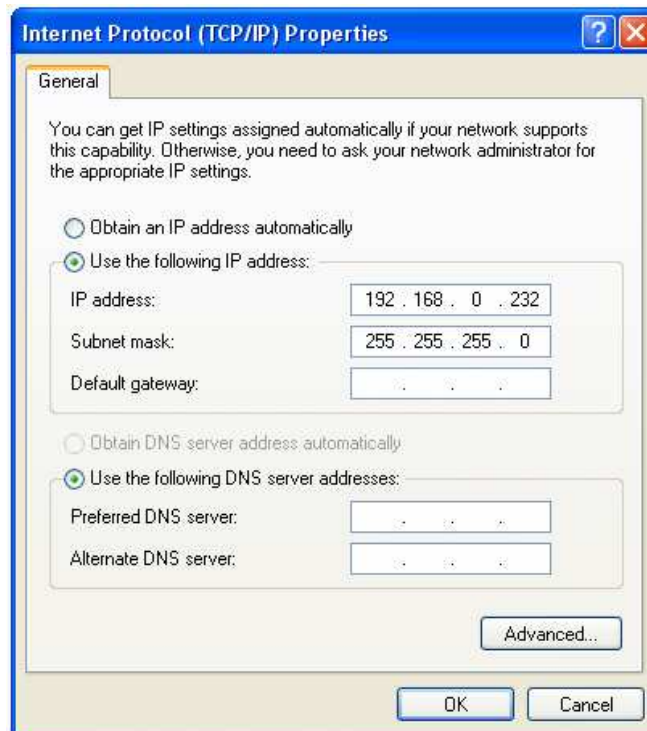 Internet Protocol (TCP/IP) Properties
General
You can get IP settings assigned automatically if your network supports
this capability. Otherwise, you need to ask your network administrator for
the appropriate IP settings.
Obtain an IP address automatically
Use the following IP address:
IP address: 192 . 168 . 0 . 232
Subnet mask: 255 . 255 . 255 . 0
Default gateway: . . .
Obtain DNS server address automatically
Use the following DNS server addresses:
Preferred DNS server: . . .
Alternate DNS server: . . .
Advanced...
OK Cancel